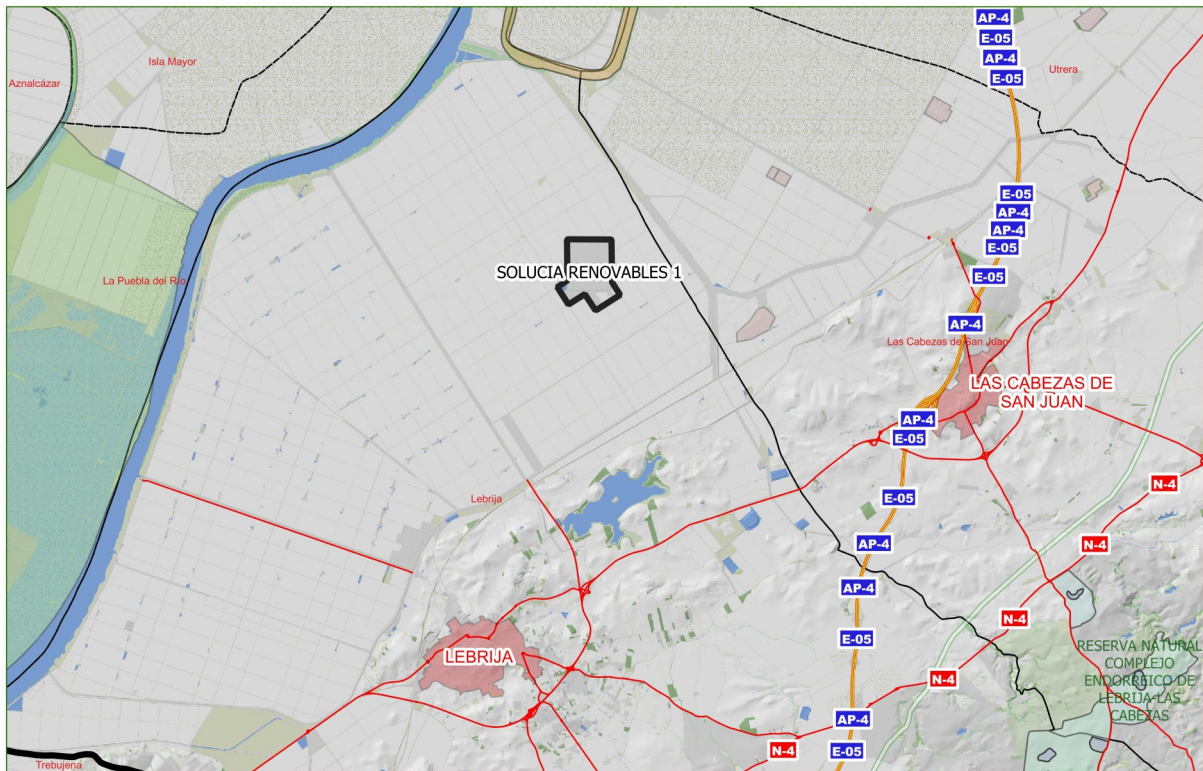 AP-4
E-05
AP-4
E-05
Isla Mayor
Utrera
Aznalcázar
E-05
AP-4
AP-4
E-05
SOLUCIA RENOVABLES 1
E-05
La Puebla del Río
AP-4
Las Cabezas de San Juan
LAS CABEZAS DE
SAN JUAN
AP-4
E-05
N-4
Lebrija
E-05
AP-4
N-4
AP-4
N-4
E-05
RESERVA NATURAL
COMPLEJO
ENDORREICO DE
LEBRIJA-LAS
CABEZAS
LEBRIJA
N-4
AP-4
N-4
E-05
Trebujena